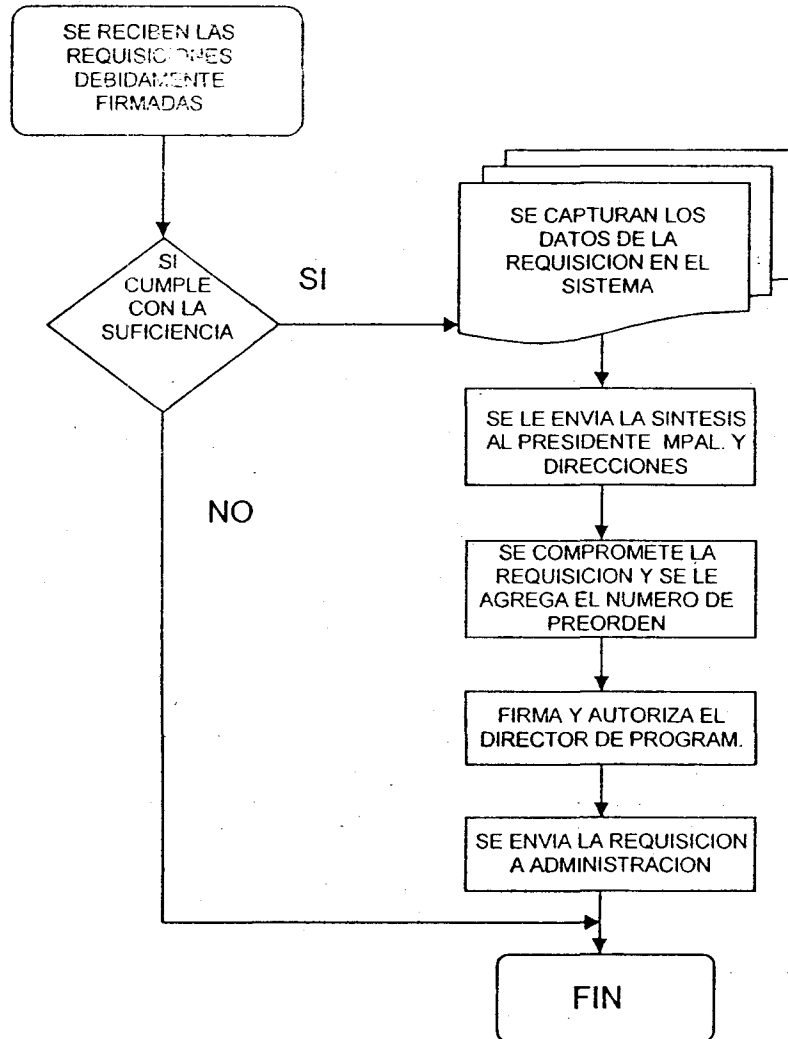 SE RECIBEN LAS
REQUISICIONES
DEBIDAMENTE
FIRMADAS
SI
CUMPLE
CON LA
SUFICIENCIA
SI
SE CAPTURAN LOS
DATOS DE LA
REQUISICION EN EL
SISTEMA
SE LE ENVIA LA SINTESIS
AL PRESIDENTE MPAL. Y
DIRECCIONES
NO
SE COMPROMETE LA
REQUISICION Y SE LE
AGREGA EL NUMERO DE
PREORDEN
FIRMA Y AUTORIZA EL
DIRECTOR DE PROGRAM.
SE ENVIA LA REQUISICION
A ADMINISTRACION
FIN